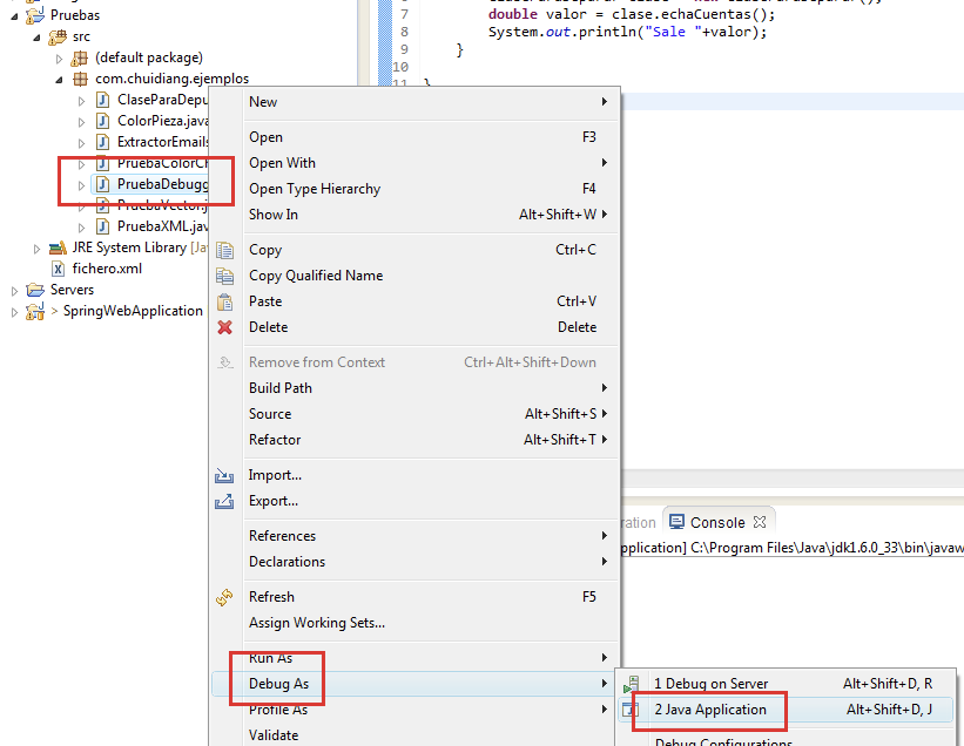 Pruebas
src
(default package)
com.chuidiang.ejemplos
ClaseParaDepu
ColorPieza.java
ExtractorEmails
PruebaColorCh
PruebaDebugg
PruebaVector.j
PruebaXML.jav
JRE System Library [Ja
fichero.xml
Servers
> SpringWebApplication
7 double valor = clase.echaCuentas();
8 System.out.println("Sale "+valor);
9 }
10
11 }
New
Open F3
Open With
Open Type Hierarchy F4
Show In Alt+Shift+W
Copy Ctrl+C
Copy Qualified Name
Paste Ctrl+V
Delete Delete
Remove from Context Ctrl+Alt+Shift+Down
Build Path
Source Alt+Shift+S
Refactor Alt+Shift+T
Import...
Export...
References
Declarations
Refresh F5
Assign Working Sets...
Run As
Debug As
Profile As
Validate
ration
Console
pplication] C:\Program Files\Java\jdk1.6.0_33\bin\javaw
1 Debug on Server Alt+Shift+D, R
2 Java Application Alt+Shift+D, J
Debug Configurations